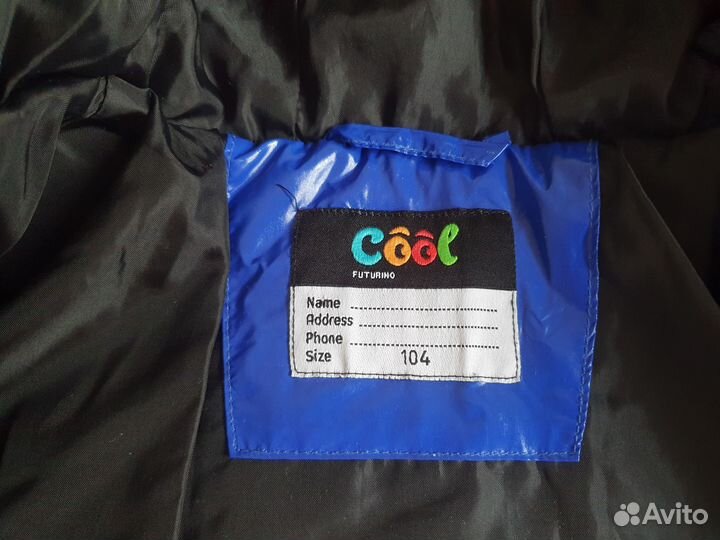 Côôl
FUTURINO
Name
Address
Phone
Size 104
Avito